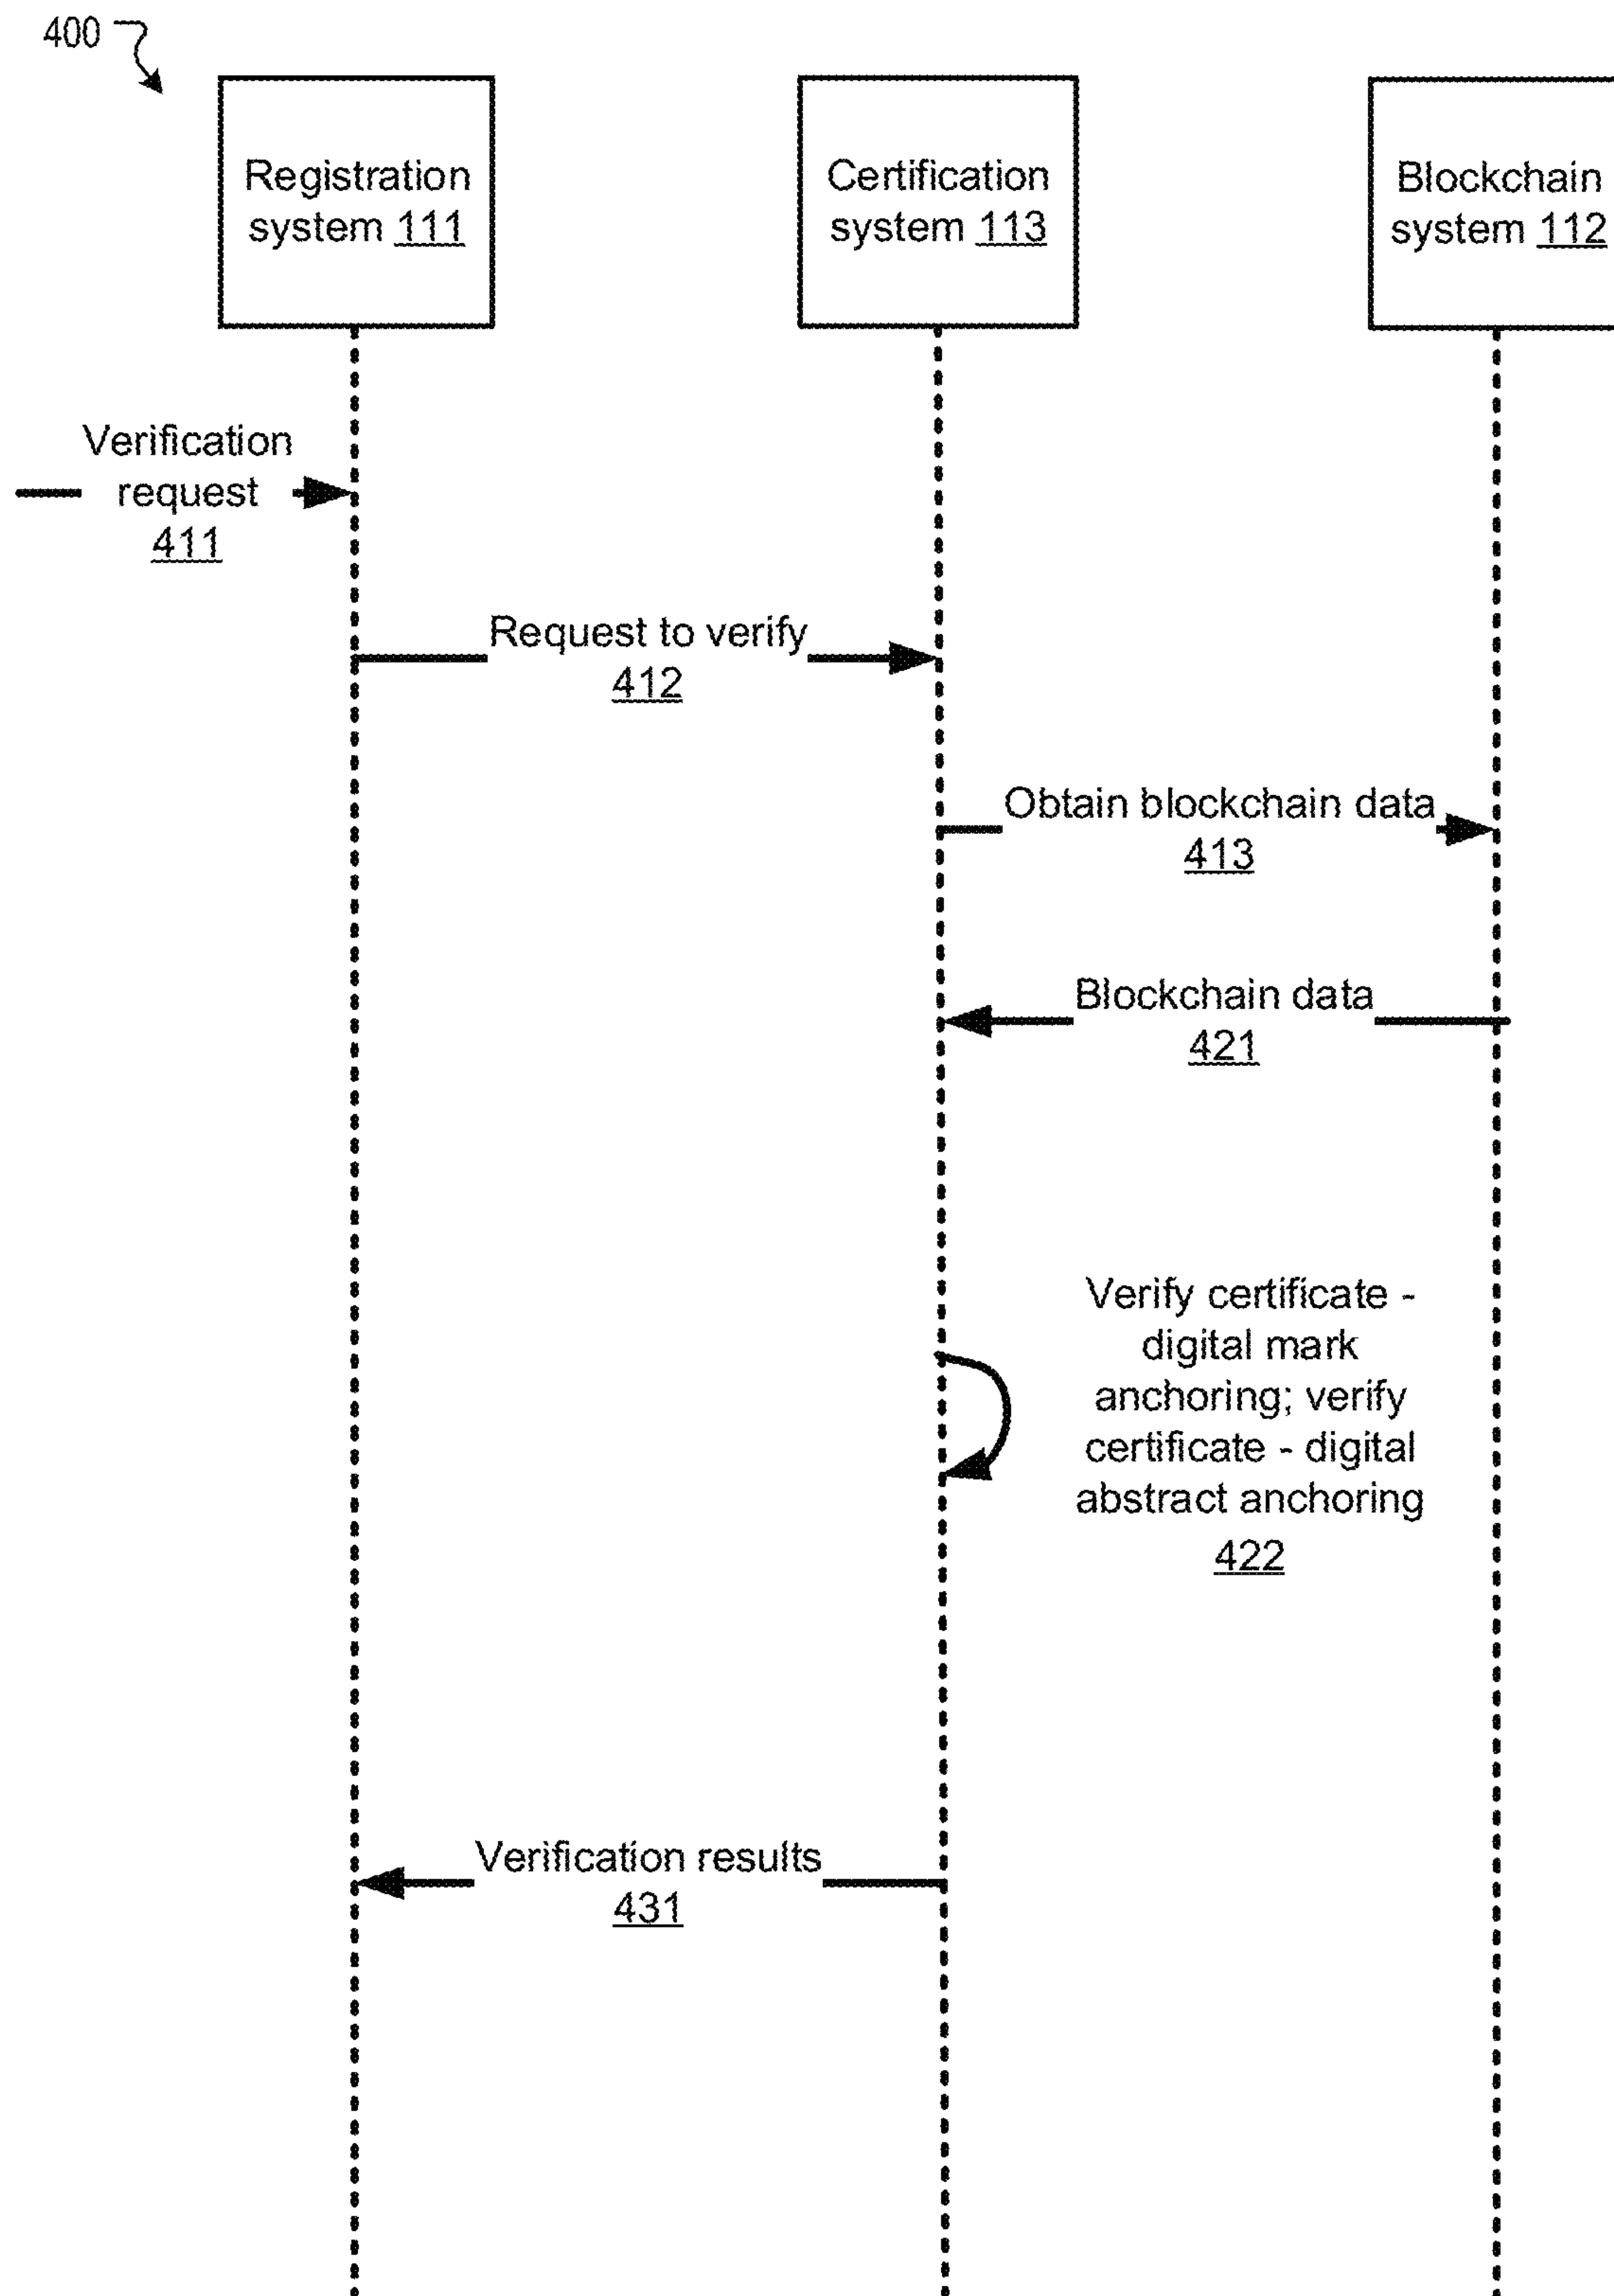 400
Registration
system 111
Certification
system 113
Blockchain
system 112
Verification
request
411
Request to verify
412
Obtain blockchain data
413
Blockchain data
421
Verify certificate -
digital mark
anchoring; verify
certificate - digital
abstract anchoring
422
Verification results
431